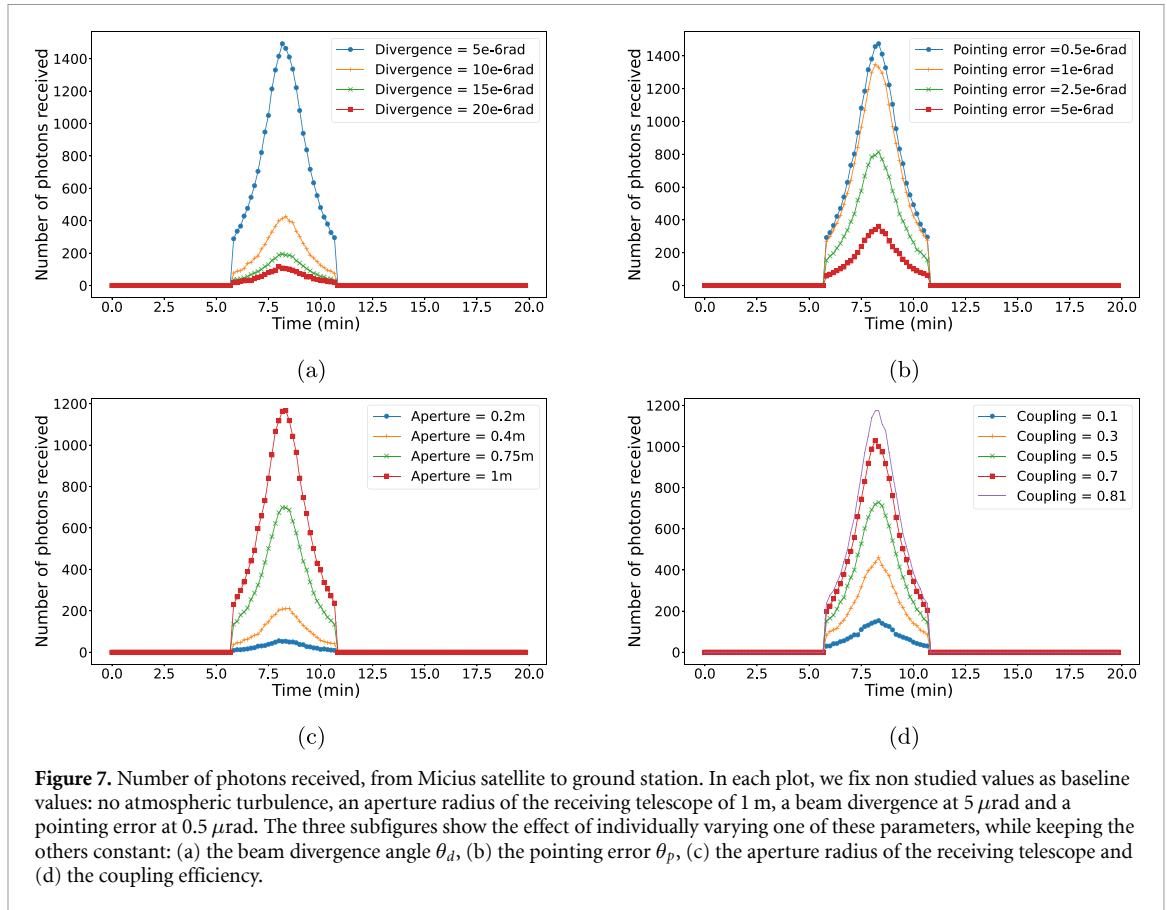 Number of photons received
1400
1200
1000
800
600
400
200
0
Divergence = 5e-6rad
Divergence = 10e-6rad
Divergence = 15e-6rad
Divergence = 20e-6rad
0.0 2.5 5.0 7.5 10.0 12.5 15.0 17.5 20.0
Time (min)
(a)
Number of photons received
1400
1200
1000
800
600
400
200
0
Pointing error =0.5e-6rad
Pointing error =1e-6rad
Pointing error =2.5e-6rad
Pointing error =5e-6rad
0.0 2.5 5.0 7.5 10.0 12.5 15.0 17.5 20.0
Time (min)
(b)
Number of photons received
1200
1000
800
600
400
200
0
Aperture = 0.2m
Aperture = 0.4m
Aperture = 0.75m
Aperture = 1m
0.0 2.5 5.0 7.5 10.0 12.5 15.0 17.5 20.0
Time (min)
(c)
Number of photons received
1200
1000
800
600
400
200
0
Coupling = 0.1
Coupling = 0.3
Coupling = 0.5
Coupling = 0.7
Coupling = 0.81
0.0 2.5 5.0 7.5 10.0 12.5 15.0 17.5 20.0
Time (min)
(d)
Figure 7. Number of photons received, from Micius satellite to ground station. In each plot, we fix non studied values as baseline
values: no atmospheric turbulence, an aperture radius of the receiving telescope of 1 m, a beam divergence at 5 μrad and a
pointing error at 0.5 μrad. The three subfigures show the effect of individually varying one of these parameters, while keeping the
others constant: (a) the beam divergence angle θd, (b) the pointing error θp, (c) the aperture radius of the receiving telescope and
(d) the coupling efficiency.